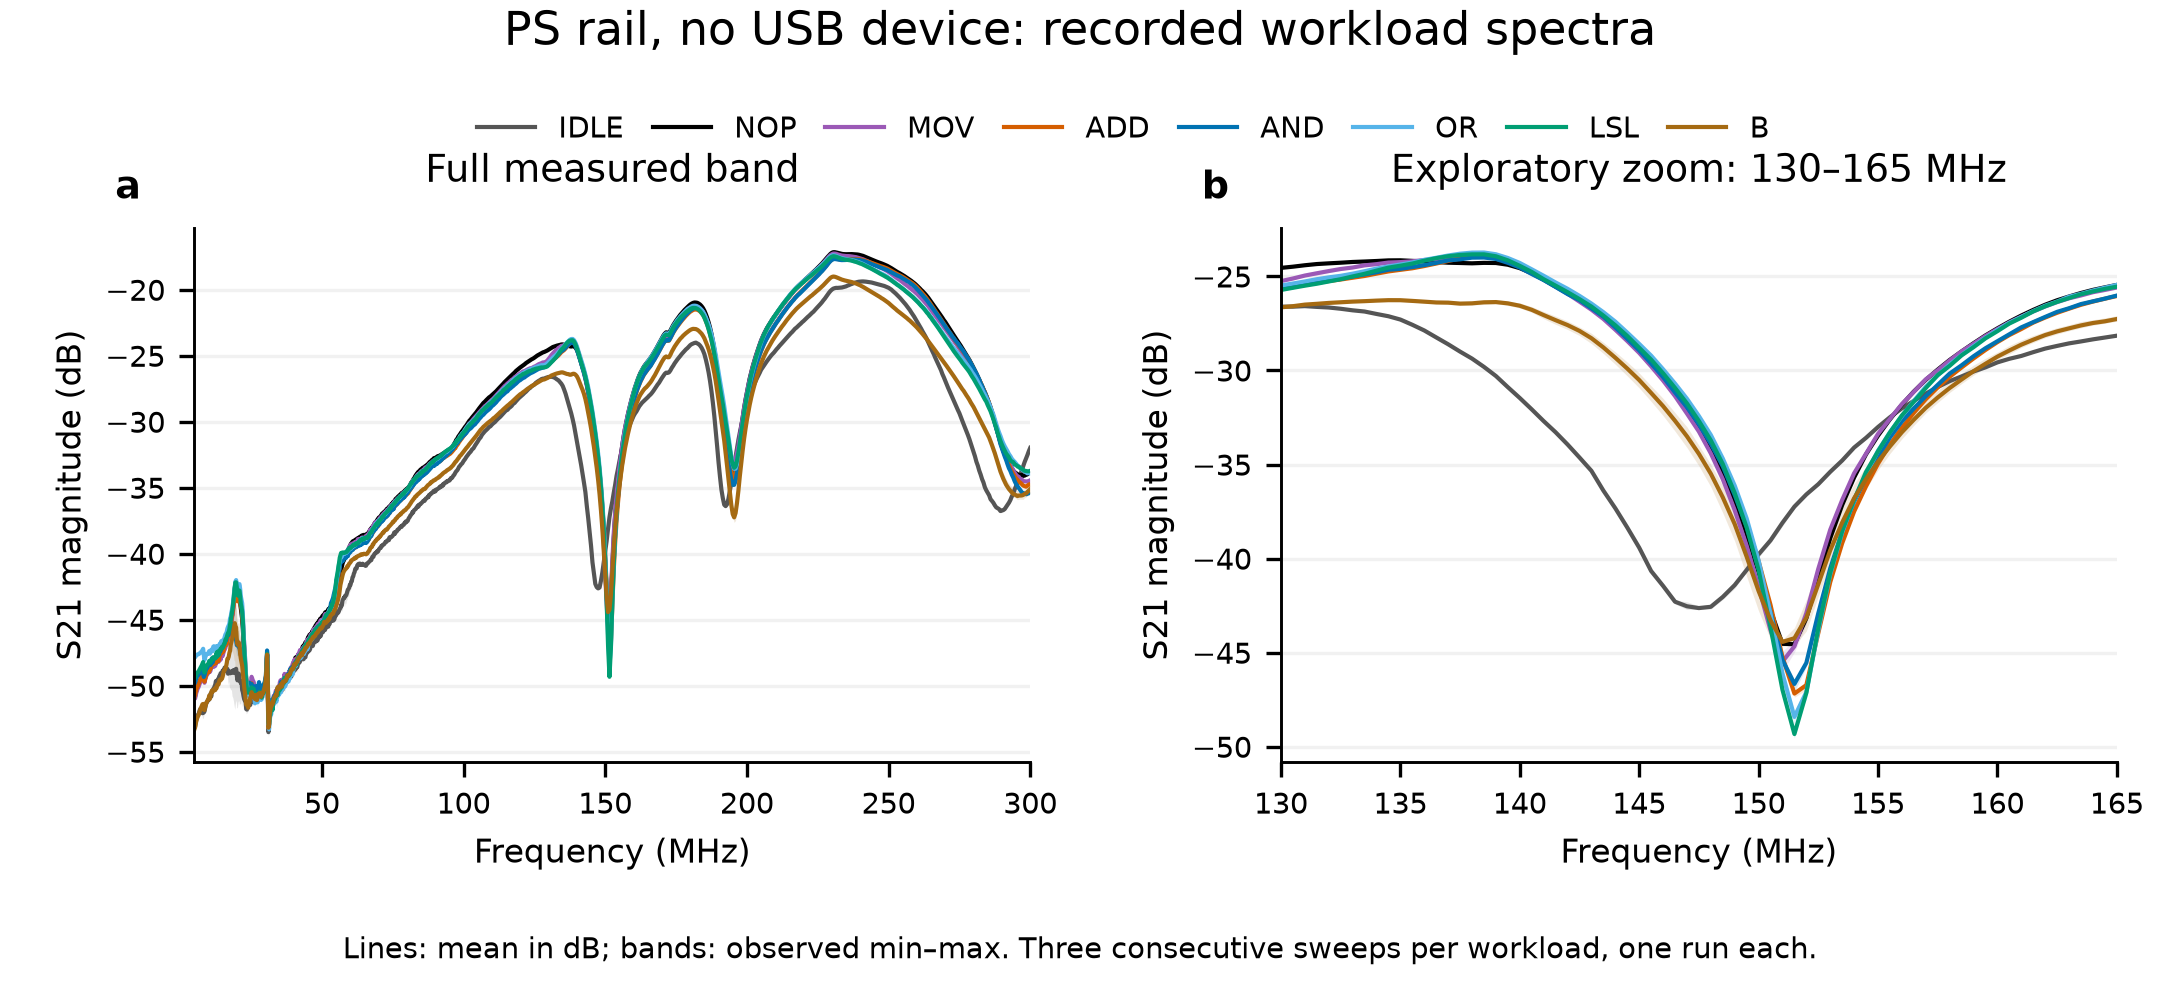 PS rail, no USB device: recorded workload spectra
IDLE NOP MOV ADD AND OR LSL B
a
Full measured band
S21 magnitude (dB)
−20
−25
−30
−35
−40
−45
−50
−55
50 100 150 200 250 300
Frequency (MHz)
b
Exploratory zoom: 130–165 MHz
S21 magnitude (dB)
−25
−30
−35
−40
−45
−50
130 135 140 145 150 155 160 165
Frequency (MHz)
Lines: mean in dB; bands: observed min–max. Three consecutive sweeps per workload, one run each.